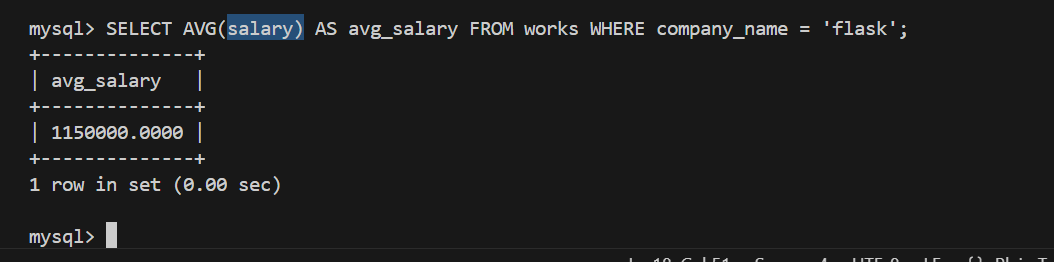 mysql> SELECT AVG(salary) AS avg_salary FROM works WHERE company_name = 'flask';
+--------------+
| avg_salary   |
+--------------+
| 1150000.0000 |
+--------------+
1 row in set (0.00 sec)
mysql>